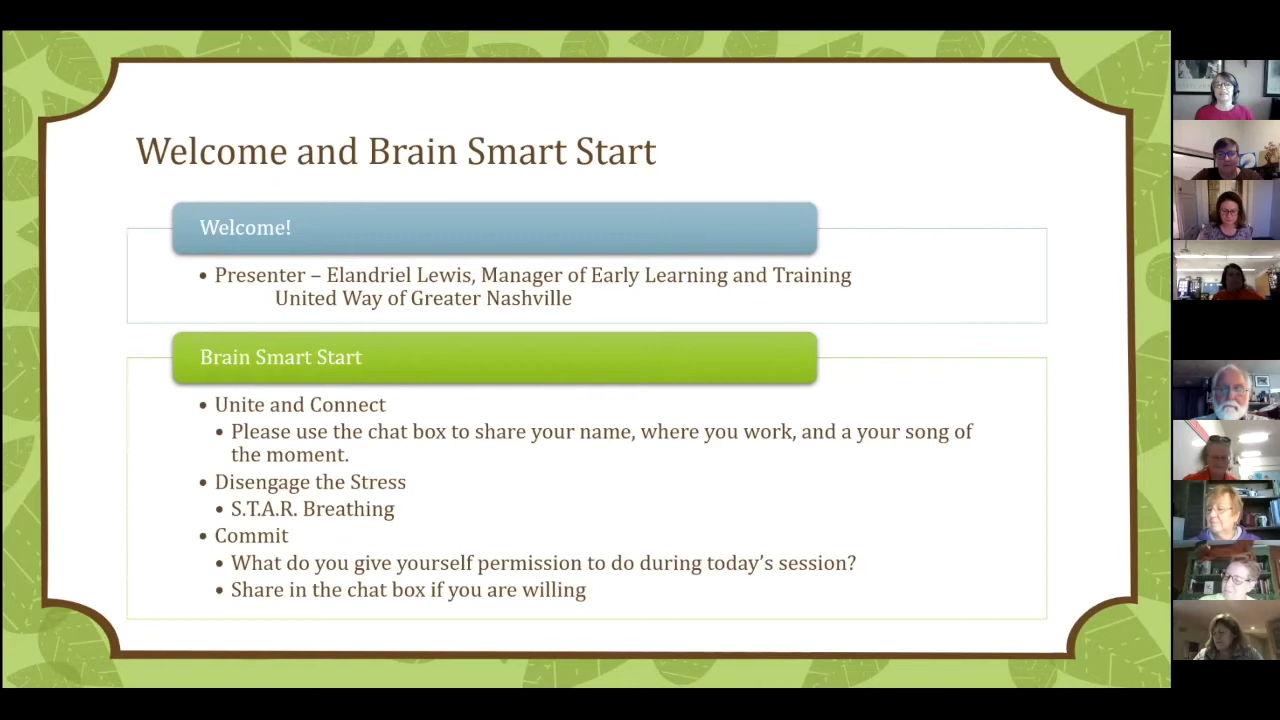 Welcome and Brain Smart Start
Welcome!
• Presenter – Elandriel Lewis, Manager of Early Learning and Training
United Way of Greater Nashville
Brain Smart Start
• Unite and Connect
• Please use the chat box to share your name, where you work, and a your song of
the moment.
• Disengage the Stress
• S.T.A.R. Breathing
• Commit
• What do you give yourself permission to do during today's session?
• Share in the chat box if you are willing